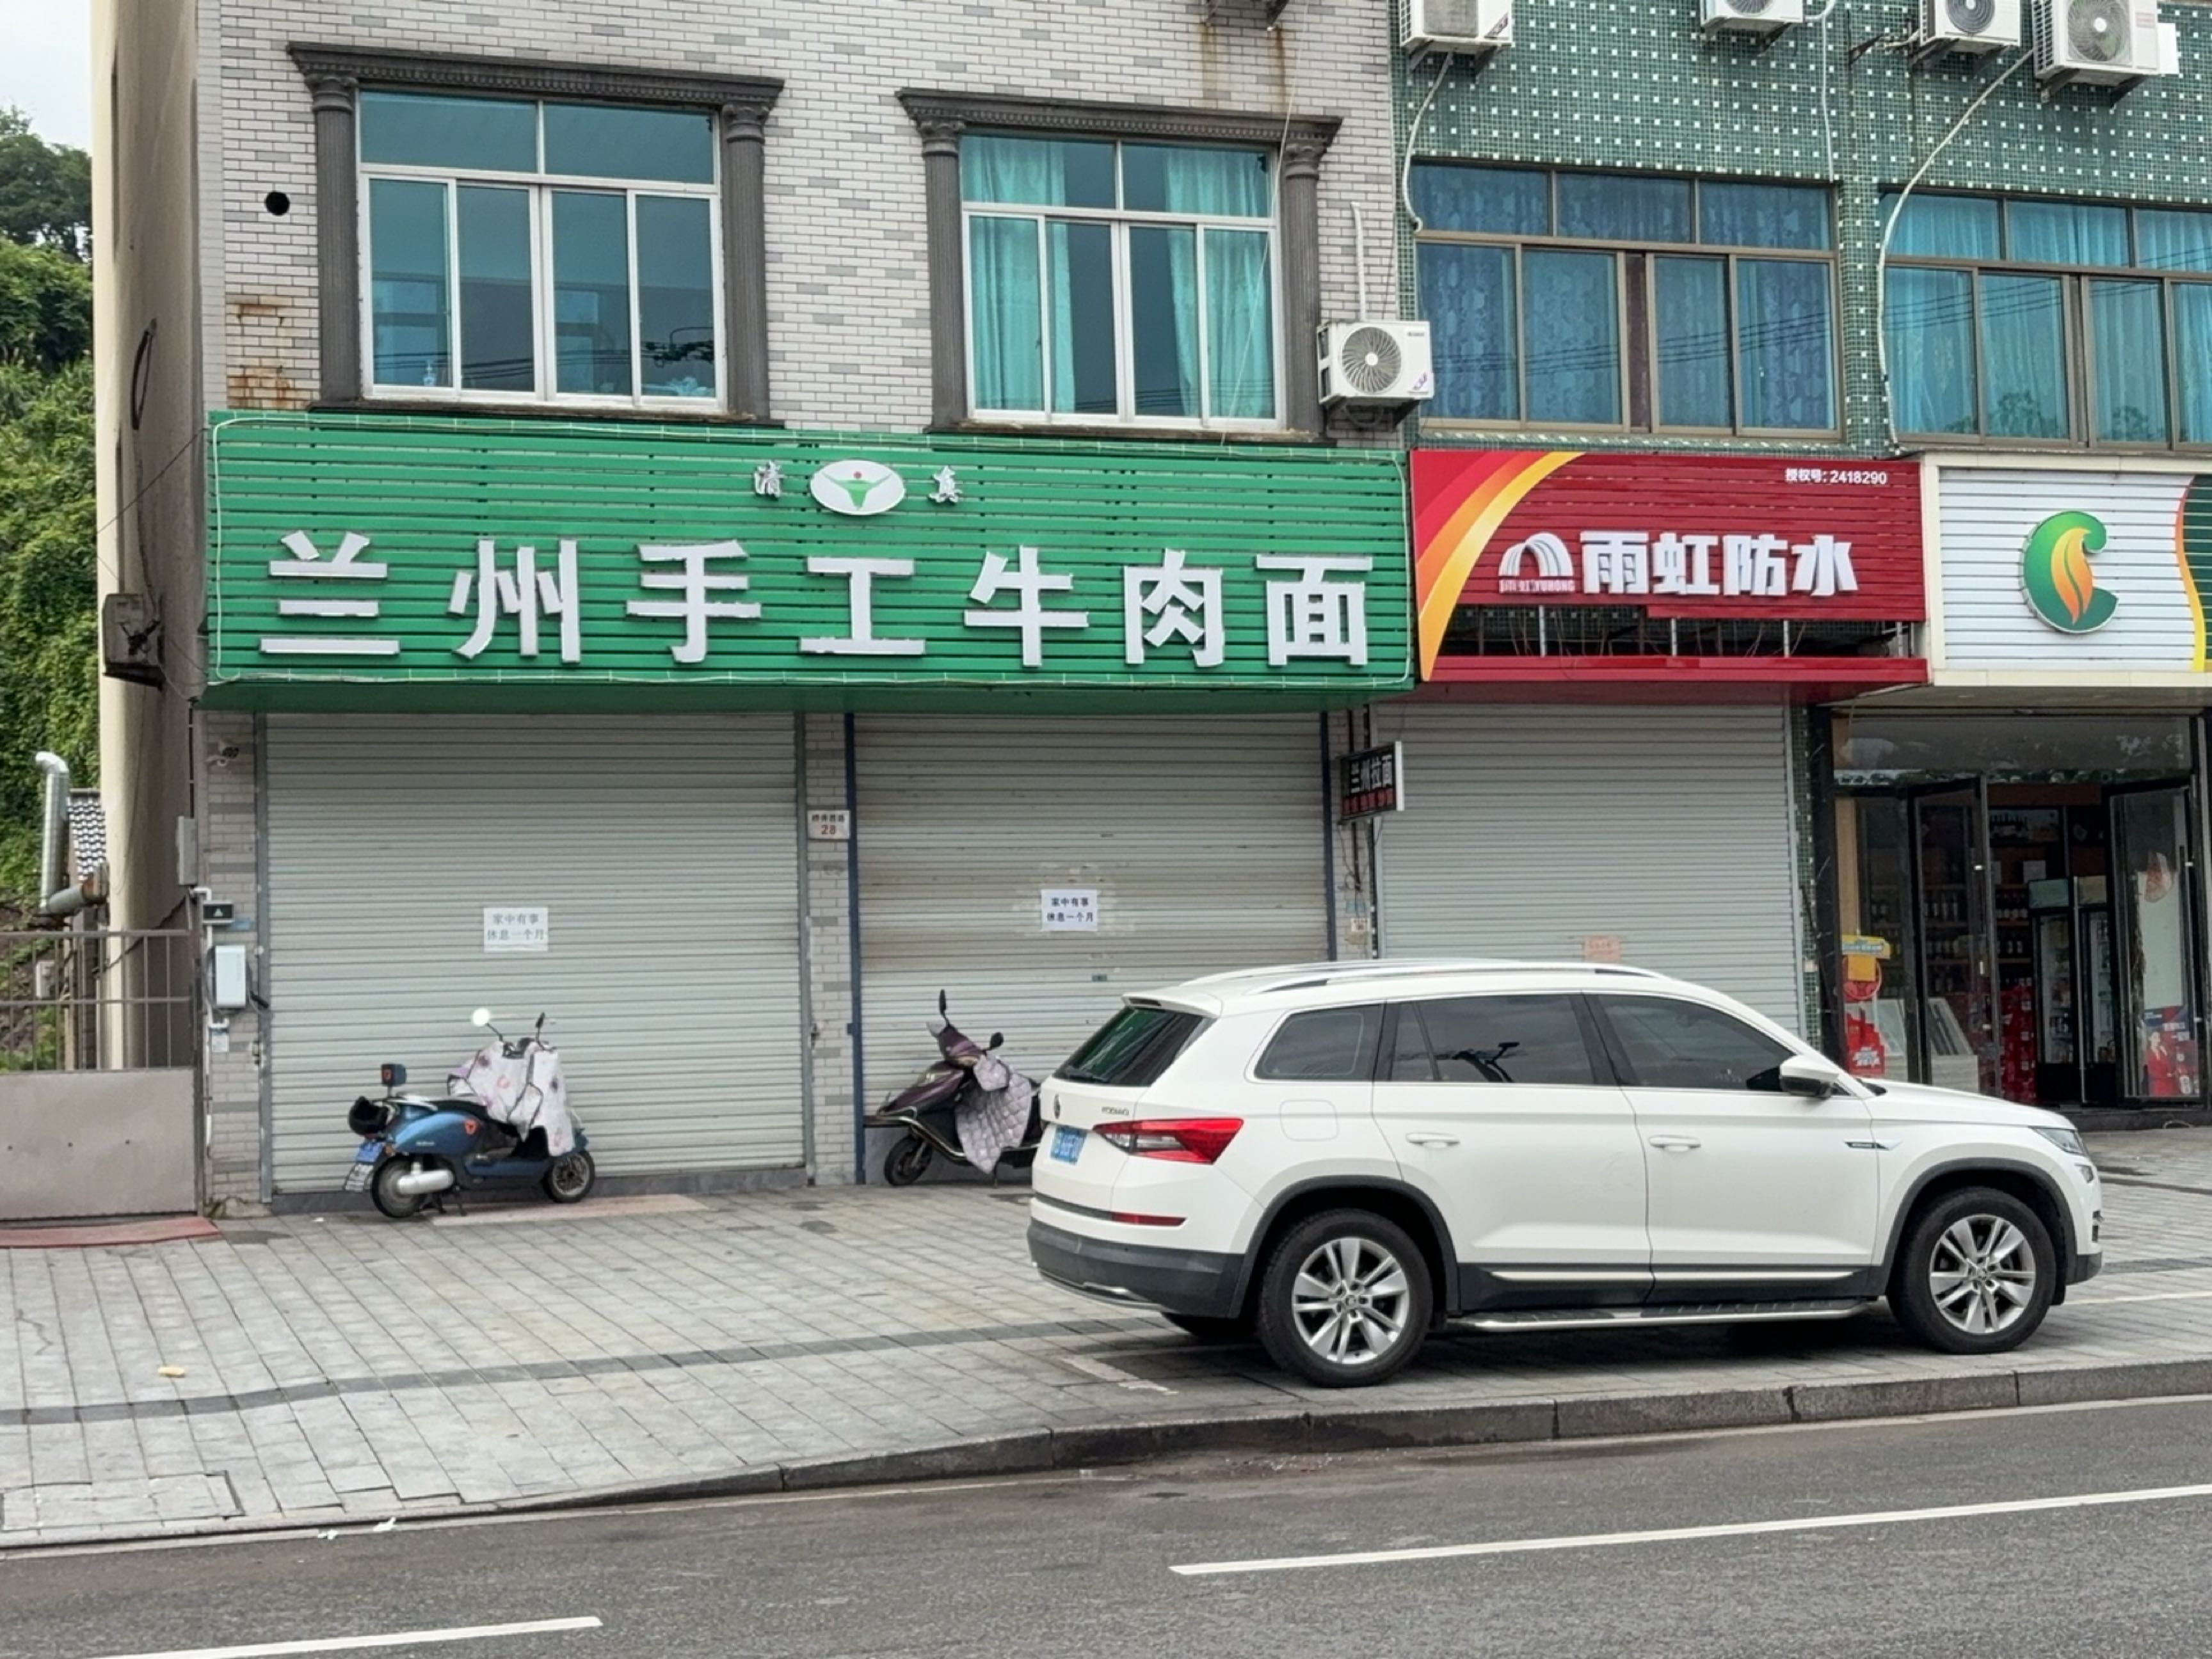 清 真
兰州手工牛肉面
授权号:2418290
雨虹防水
兰州拉面
28
家中有事
休息一个月
家中有事
休息一个月